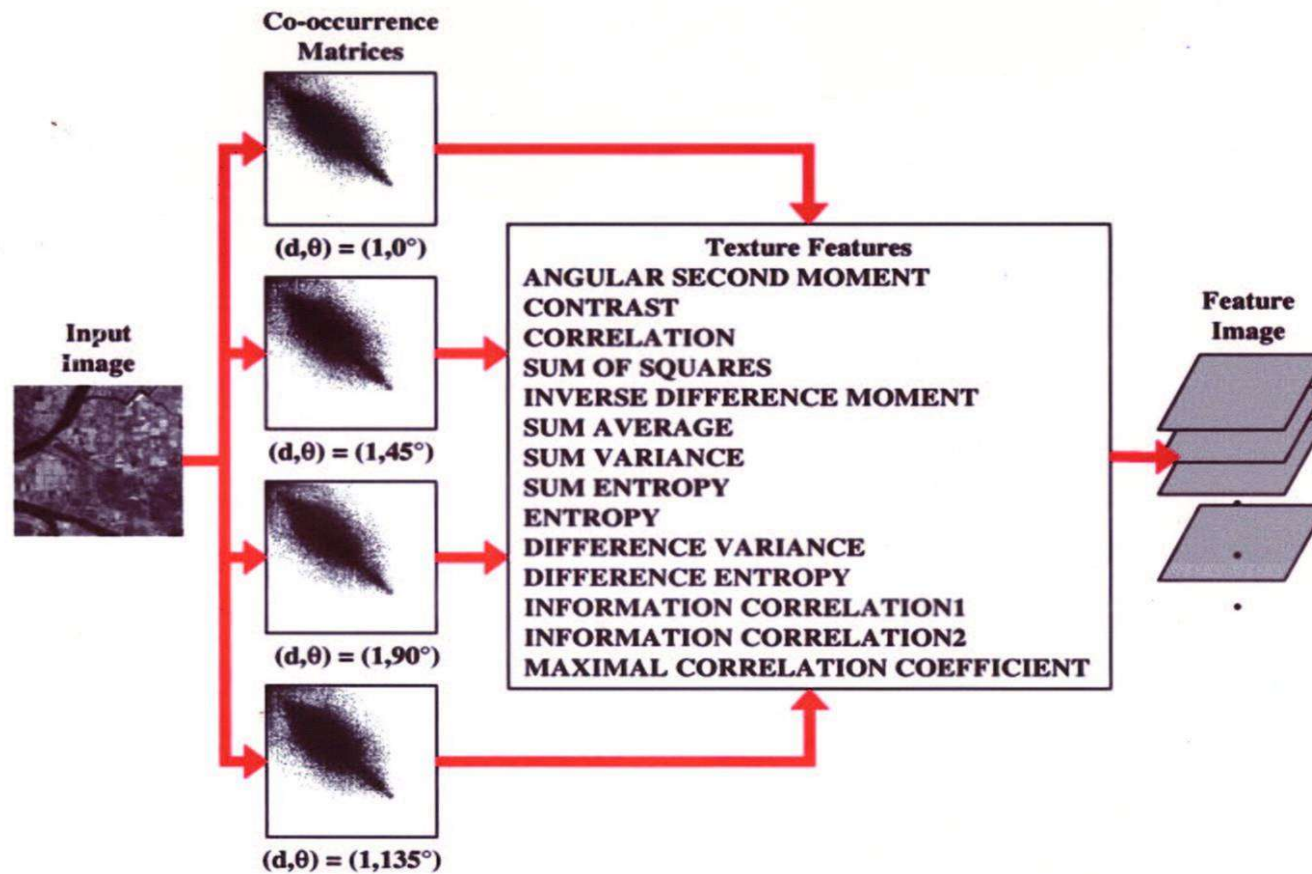 Co-occurrence
Matrices
(d,θ) = (1,0°)
(d,θ) = (1,45°)
(d,θ) = (1,90°)
(d,θ) = (1,135°)
Input
Image
Texture Features
ANGULAR SECOND MOMENT
CONTRAST
CORRELATION
SUM OF SQUARES
INVERSE DIFFERENCE MOMENT
SUM AVERAGE
SUM VARIANCE
SUM ENTROPY
ENTROPY
DIFFERENCE VARIANCE
DIFFERENCE ENTROPY
INFORMATION CORRELATION1
INFORMATION CORRELATION2
MAXIMAL CORRELATION COEFFICIENT
Feature
Image